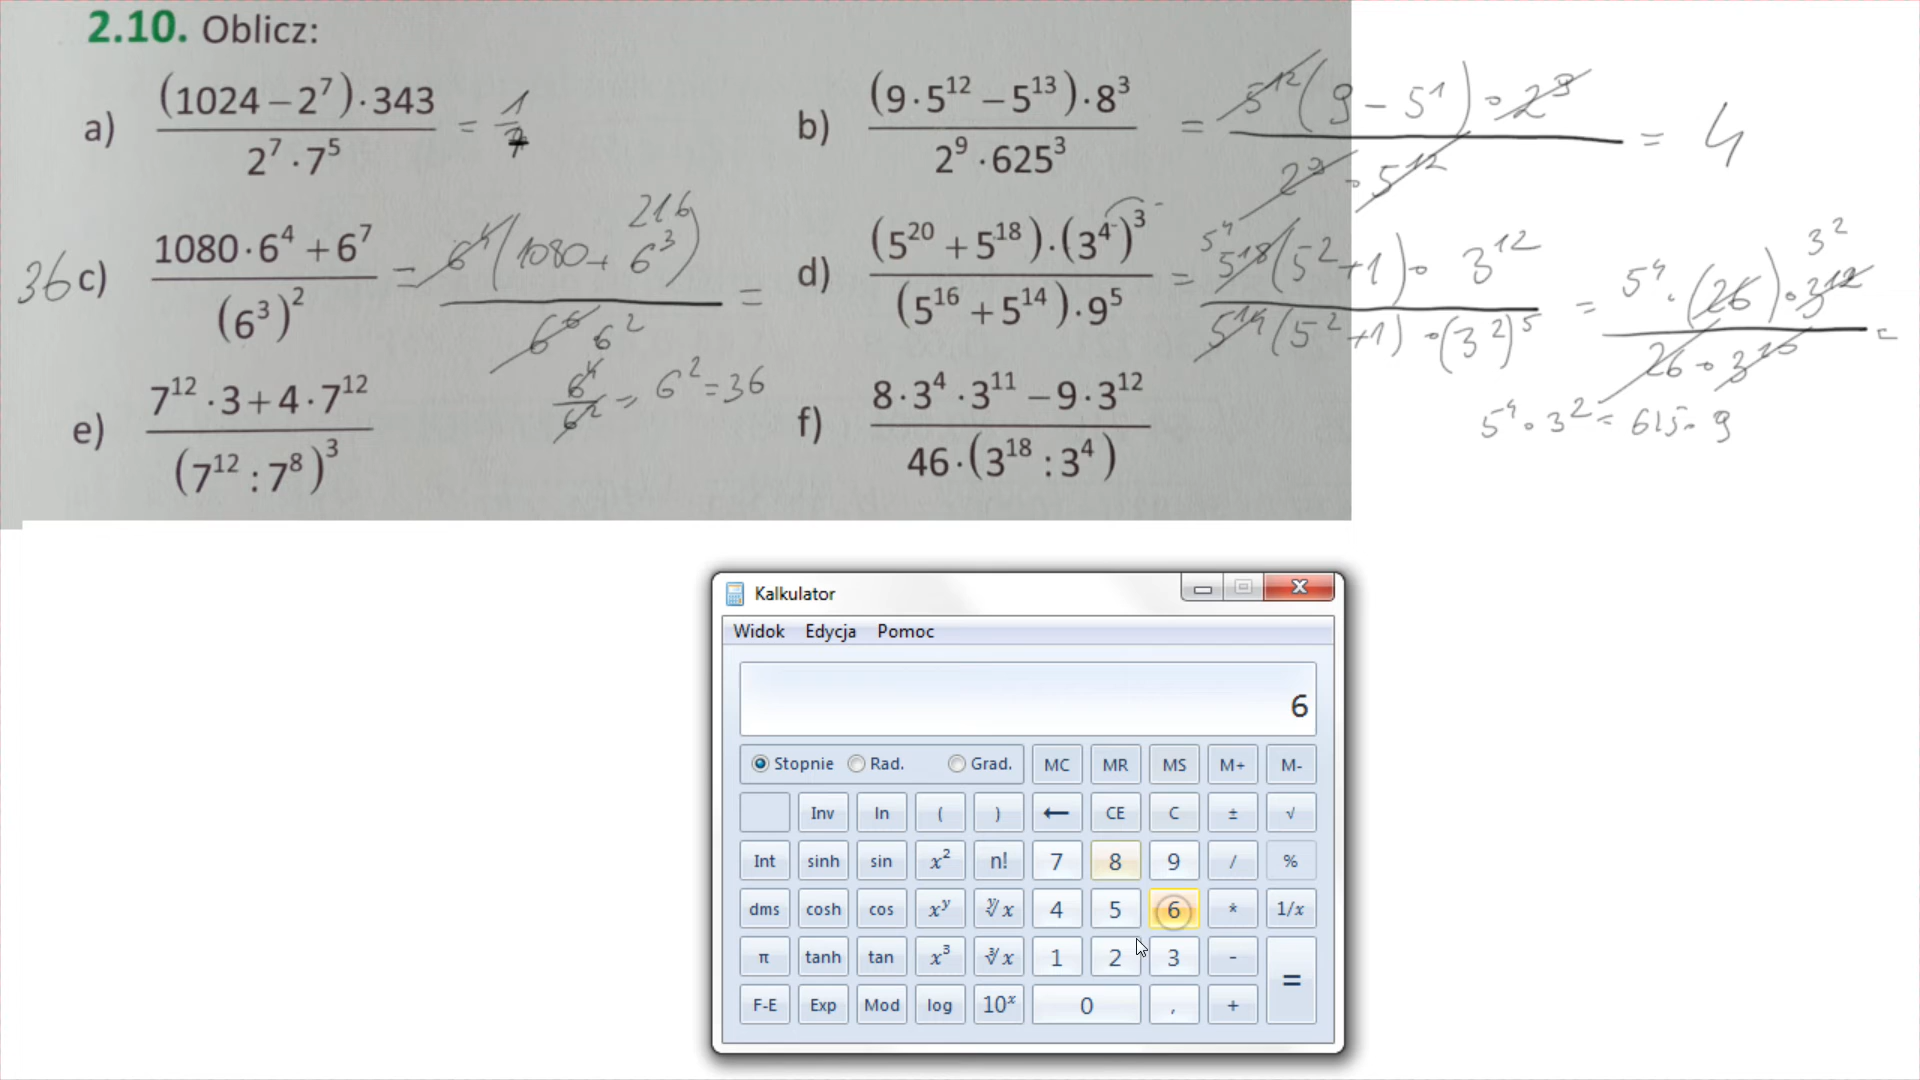 2.10. Oblicz:
a) (1024 − 2⁷) · 343 / 2⁷ · 7⁵ = 1/7
b) (9 · 5¹² − 5¹³) · 8³ / 2⁹ · 625³ = 5¹² (9 − 5¹) · 2⁹ / 2⁹ · 5¹² = 4
36 c) 1080 · 6⁴ + 6⁷ / (6³)² = 6⁴ (1080 + 6³) / 6⁶ 6² =
216
6⁴ / 6² = 6² = 36
d) (5²⁰ + 5¹⁸) · (3⁴)³ / (5¹⁶ + 5¹⁴) · 9⁵ = 5⁴ 5¹⁸ (5² + 1) · 3¹² / 5¹⁴ (5² + 1) · (3²)⁵ = 5⁴ · (26) · 3¹² / 26 · 3¹⁰ =
3²
5⁴ · 3² = 615 · 9
e) 7¹² · 3 + 4 · 7¹² / (7¹² : 7⁸)³
f) 8 · 3⁴ · 3¹¹ − 9 · 3¹² / 46 · (3¹⁸ : 3⁴)
Kalkulator
Widok Edycja Pomoc
6
Stopnie Rad. Grad. MC MR MS M+ M-
Inv In ( ) ← CE C ± √
Int sinh sin x² n! 7 8 9 / %
dms cosh cos xʸ ʸ√x 4 5 6 * 1/x
π tanh tan x³ ³√x 1 2 3 - =
F-E Exp Mod log 10ˣ 0 , +